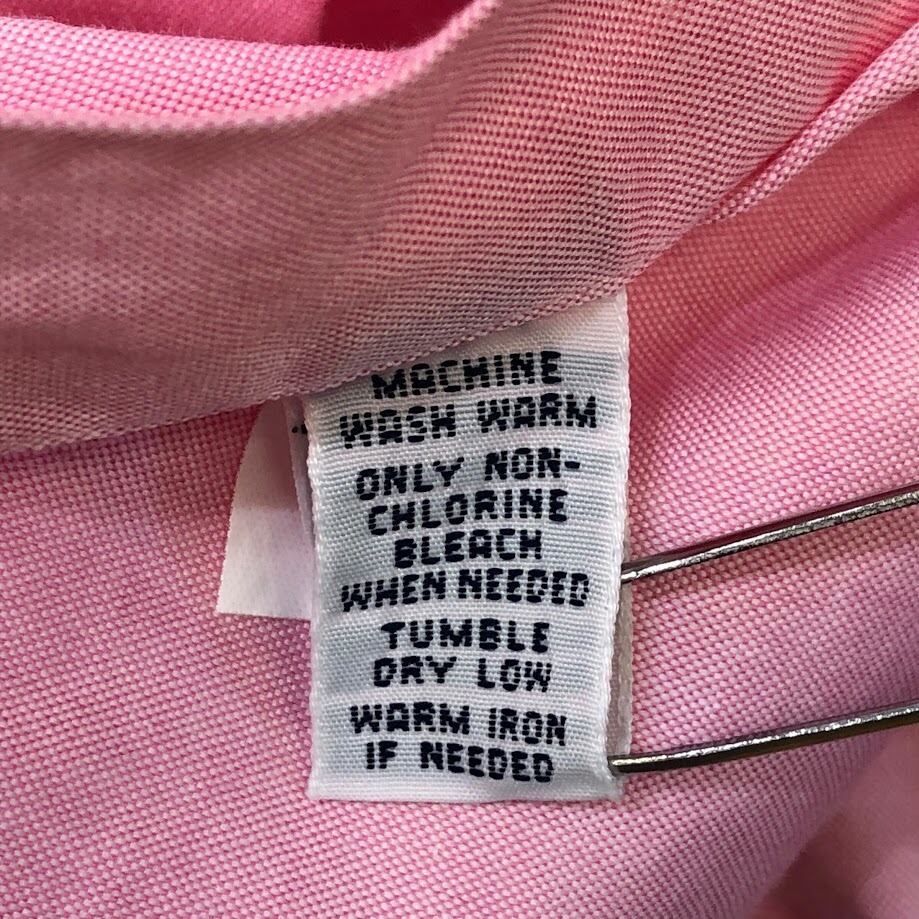 MACHINE
WASH WARM
ONLY NON-
CHLORINE
BLEACH
WHEN NEEDED
TUMBLE
DRY LOW
WARM IRON
IF NEEDED